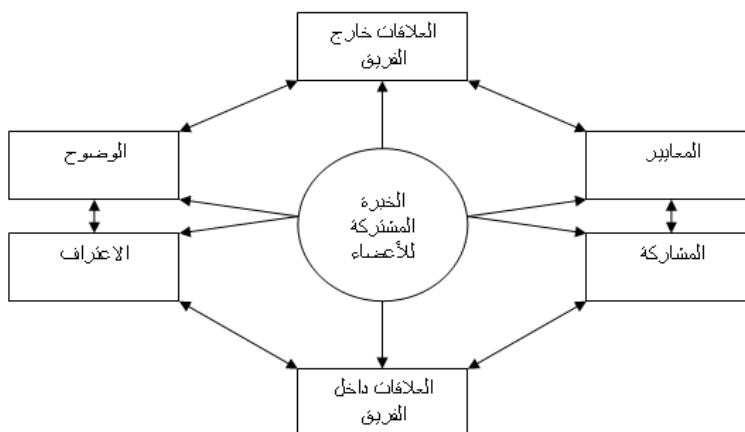 العلاقات خارج
الفريق
المعايير
الوضوح
الخبرة
المشتركة
للأعضاء
المشاركة
الاعتراف
العلاقات داخل
الفريق